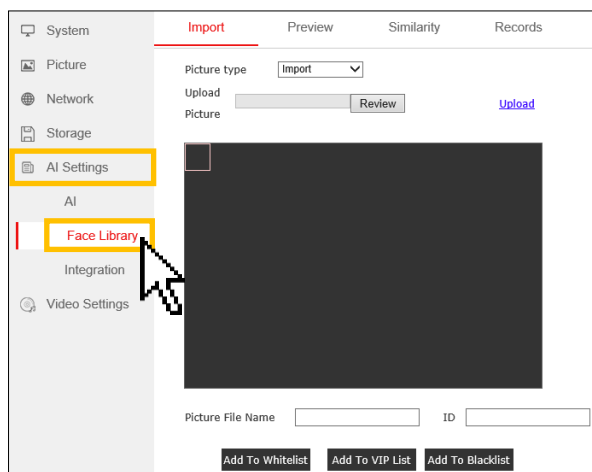 System
Picture
Network
Storage
AI Settings
AI
Face Library
Integration
Video Settings
Import Preview Similarity Records
Picture type Import
Upload
Picture Review Upload
Picture File Name ID
Add To Whitelist Add To VIP List Add To Blacklist